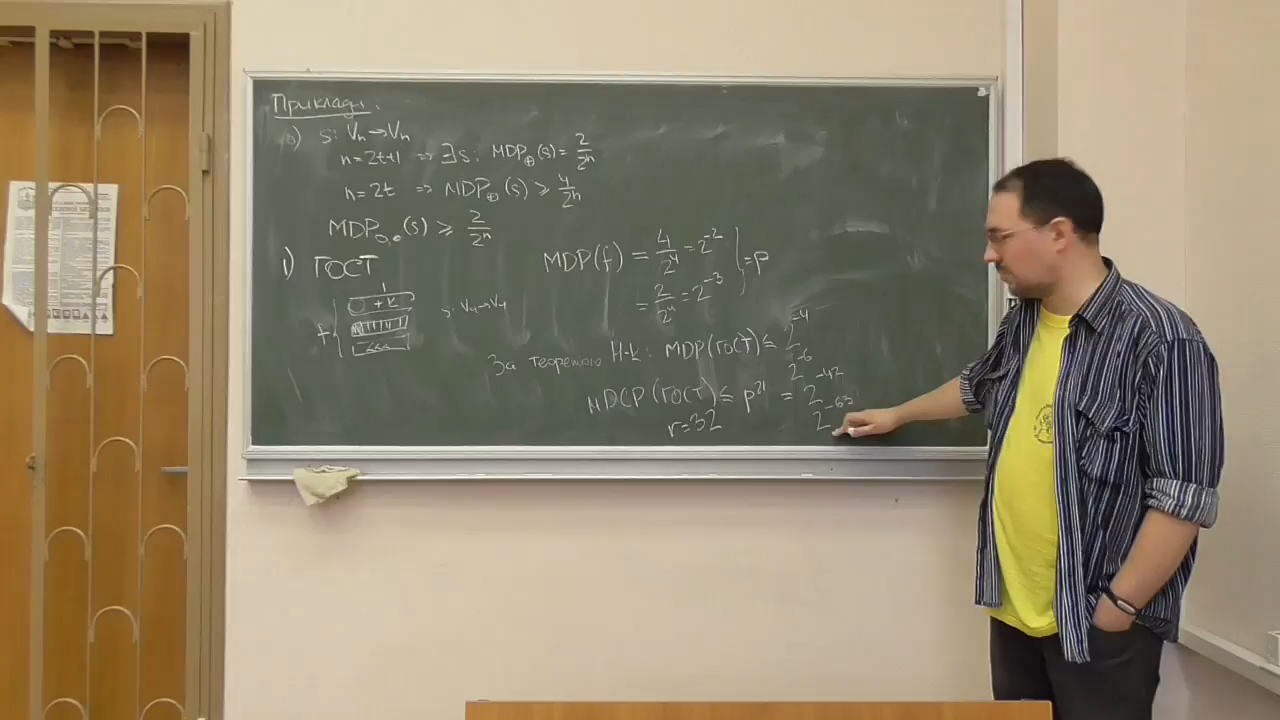 Приклади.
0) S: Vn → Vn
n=2t+1 => ∃S: MDP⊕(s) = 2/2ⁿ
n=2t => MDP⊕(s) ≥ 4/2ⁿ
(s) ≥ 2/2ⁿ
1) ГОСТ
MDP(f) = 4/2⁴ = 2⁻²
= 2/2⁴ = 2⁻³
} = p
f {
+k
<<<
s: V₄→V₄
За теоремою Н-К: MDP(ГОСТ) ≤ 2⁻⁴
2⁻⁶
MDCP(ГОСТ) ≤ p²¹ = 2⁻⁴²
r=32
2⁻⁶³